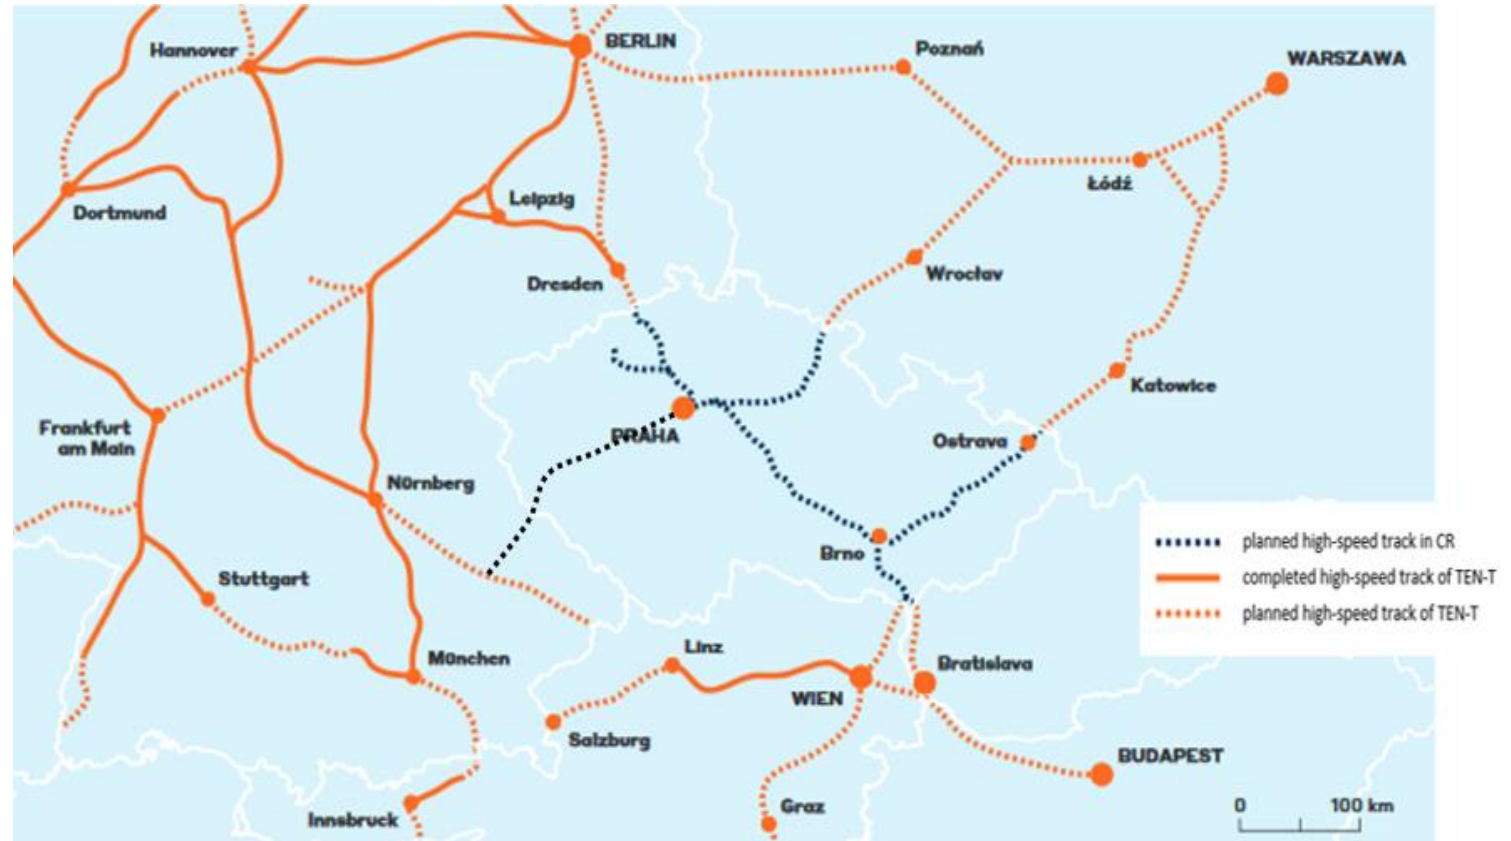 Hannover
BERLIN
Poznań
WARSZAWA
Dortmund
Leipzig
Łódź
Dresden
Wrocław
Katowice
Frankfurt
am Main
PRAHA
Ostrava
Nürnberg
Brno
planned high-speed track in CR
completed high-speed track of TEN-T
planned high-speed track of TEN-T
Stuttgart
München
Linz
Bratislava
WIEN
Salzburg
BUDAPEST
Innsbruck
Graz
0 100 km